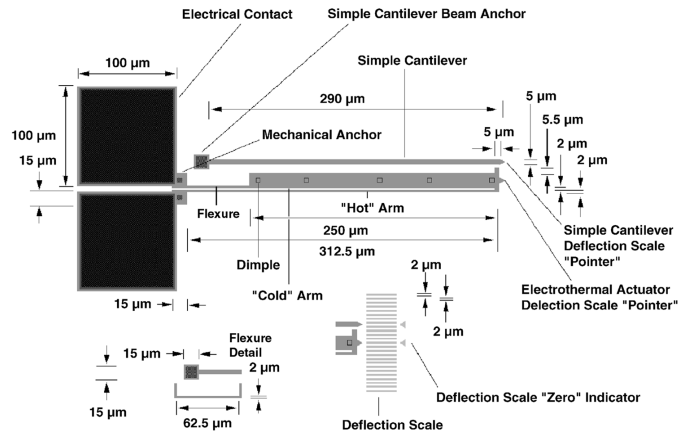 Electrical Contact
Simple Cantilever Beam Anchor
100 µm
Simple Cantilever
290 µm
5 µm
5.5 µm
100 µm
Mechanical Anchor
5 µm
2 µm
15 µm
2 µm
Flexure
"Hot" Arm
250 µm
Simple Cantilever
Deflection Scale
"Pointer"
312.5 µm
Dimple
2 µm
"Cold" Arm
Electrothermal Actuator
Delection Scale "Pointer"
15 µm
2 µm
Flexure
Detail
15 µm
2 µm
15 µm
62.5 µm
Deflection Scale "Zero" Indicator
Deflection Scale